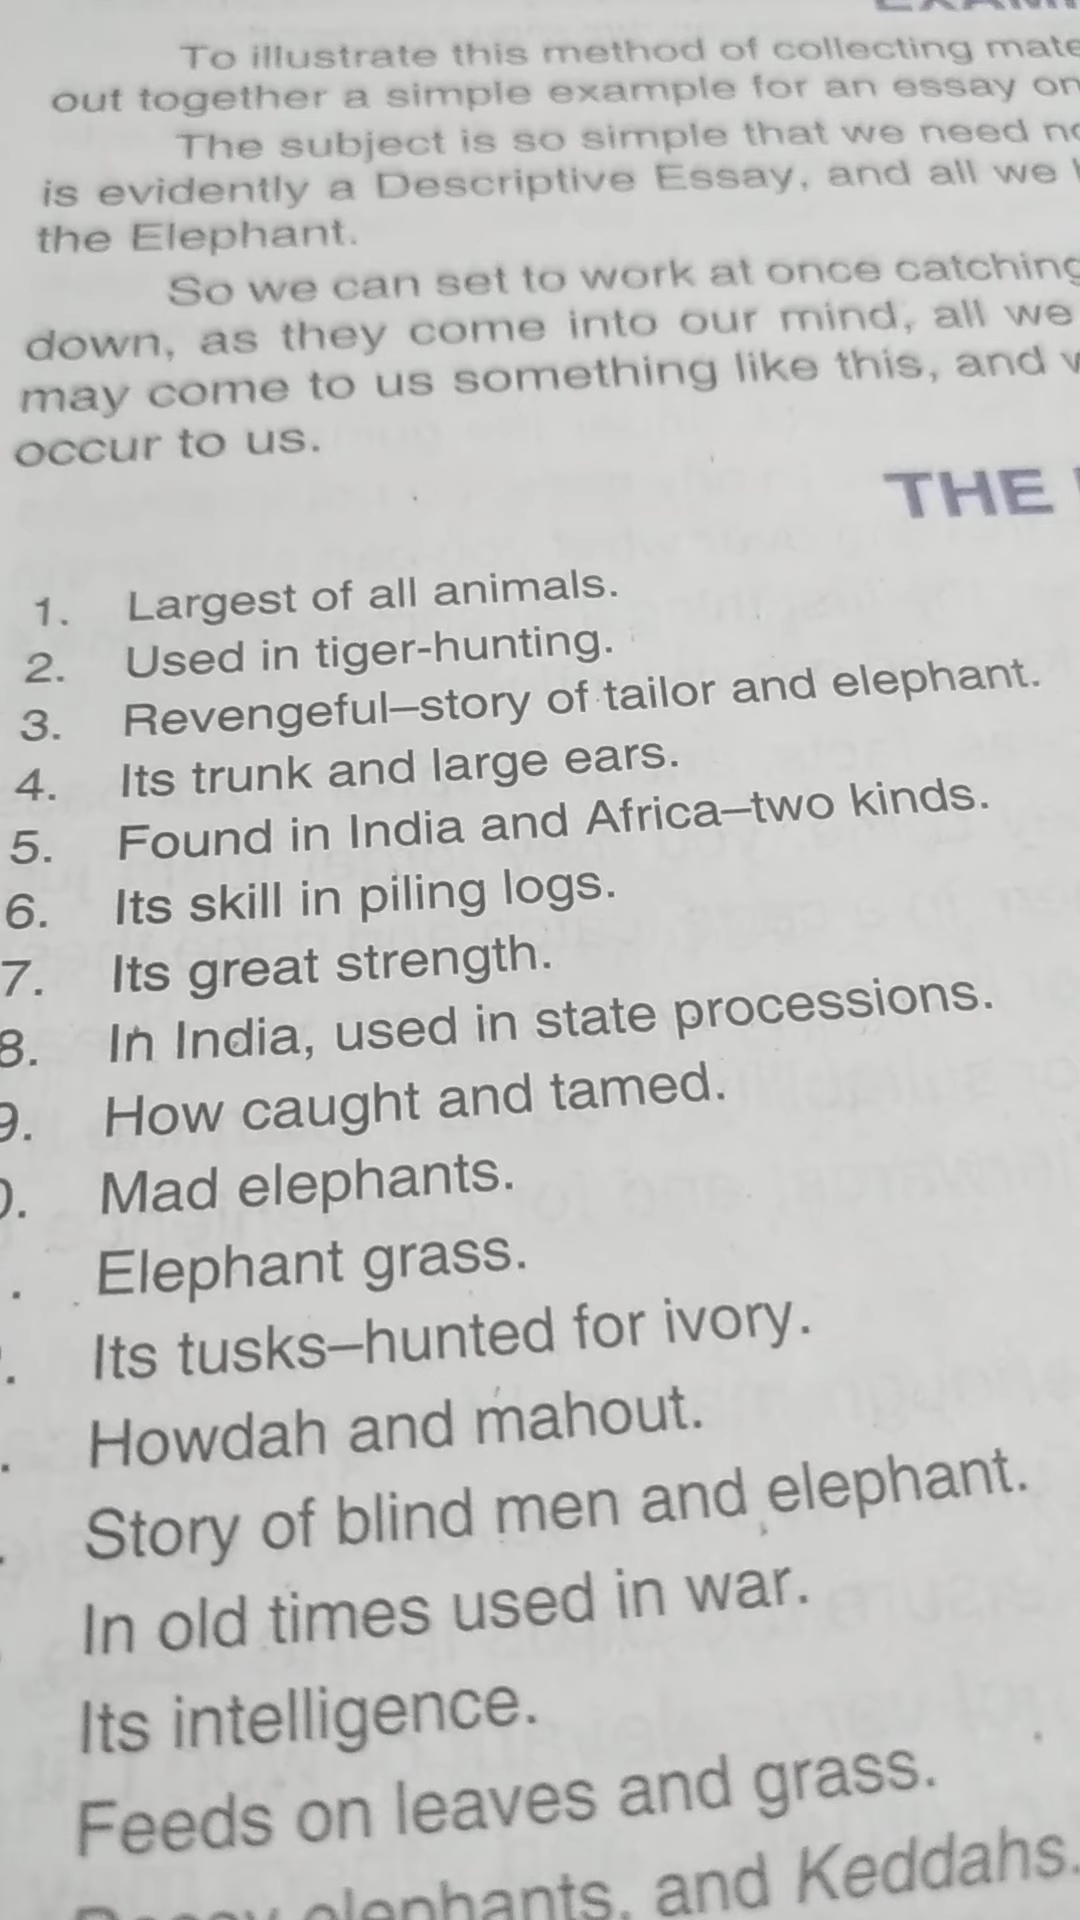 To illustrate this method of collecting
out together a simple example for an essay on
The subject is so simple that we need
is evidently a Descriptive Essay, and all we
the Elephant.
So we can set to work at once catching
down, as they come into our mind, all we
may come to us something like this, and
occur to us.
THE
1. Largest of all animals.
2. Used in tiger-hunting.
3. Revengeful–story of tailor and elephant.
4. Its trunk and large ears.
5. Found in India and Africa–two kinds.
6. Its skill in piling logs.
7. Its great strength.
8. In India, used in state processions.
9. How caught and tamed.
Mad elephants.
Elephant grass.
Its tusks–hunted for ivory.
Howdah and mahout.
Story of blind men and elephant.
In old times used in war.
Its intelligence.
Feeds on leaves and grass.
elephants, and Keddahs.